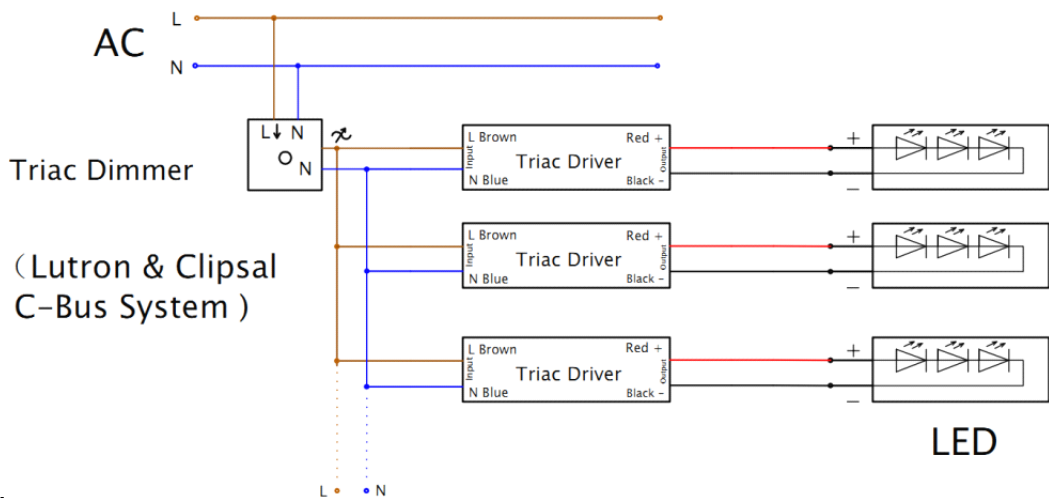 L
AC
N
L N
N
Triac Dimmer
（Lutron & Clipsal
C-Bus System )
L Brown
Input
N Blue
Triac Driver
Red +
Output
Black -
+
-
L Brown
Input
N Blue
Triac Driver
Red +
Output
Black -
+
-
L Brown
Input
N Blue
Triac Driver
Red +
Output
Black -
+
-
LED
L
N